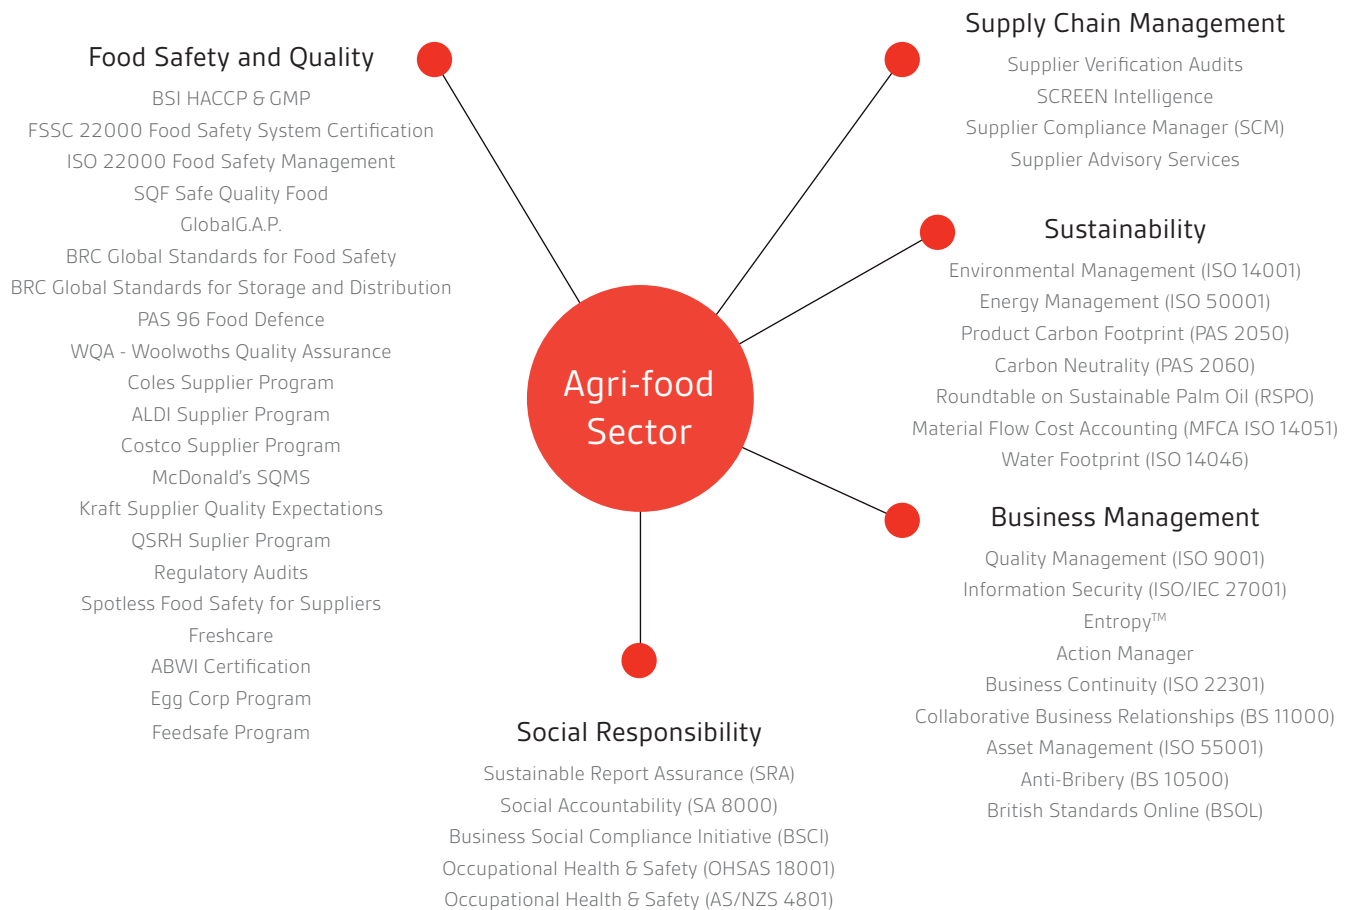 Food Safety and Quality
BSI HACCP & GMP
FSSC 22000 Food Safety System Certification
ISO 22000 Food Safety Management
SQF Safe Quality Food
GlobalG.A.P.
BRC Global Standards for Food Safety
BRC Global Standards for Storage and Distribution
PAS 96 Food Defence
WQA - Woolwoths Quality Assurance
Coles Supplier Program
ALDI Supplier Program
Costco Supplier Program
McDonald's SQMS
Kraft Supplier Quality Expectations
QSRH Suplier Program
Regulatory Audits
Spotless Food Safety for Suppliers
Freshcare
ABWI Certification
Egg Corp Program
Feedsafe Program
Agri-food
Sector
Supply Chain Management
Supplier Verification Audits
SCREEN Intelligence
Supplier Compliance Manager (SCM)
Supplier Advisory Services
Sustainability
Environmental Management (ISO 14001)
Energy Management (ISO 50001)
Product Carbon Footprint (PAS 2050)
Carbon Neutrality (PAS 2060)
Roundtable on Sustainable Palm Oil (RSPO)
Material Flow Cost Accounting (MFCA ISO 14051)
Water Footprint (ISO 14046)
Business Management
Quality Management (ISO 9001)
Information Security (ISO/IEC 27001)
Entropy™
Action Manager
Business Continuity (ISO 22301)
Collaborative Business Relationships (BS 11000)
Asset Management (ISO 55001)
Anti-Bribery (BS 10500)
British Standards Online (BSOL)
Social Responsibility
Sustainable Report Assurance (SRA)
Social Accountability (SA 8000)
Business Social Compliance Initiative (BSCI)
Occupational Health & Safety (OHSAS 18001)
Occupational Health & Safety (AS/NZS 4801)